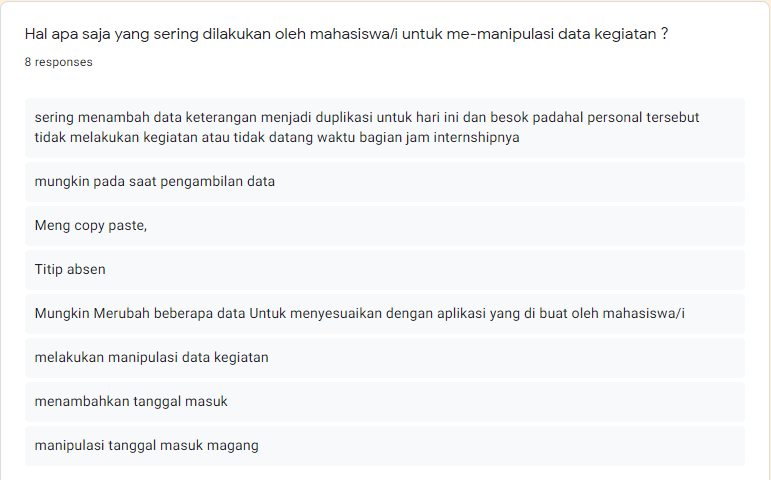 Hal apa saja yang sering dilakukan oleh mahasiswa/i untuk me-manipulasi data kegiatan ?
8 responses
sering menambah data keterangan menjadi duplikasi untuk hari ini dan besok padahal personal tersebut
tidak melakukan kegiatan atau tidak datang waktu bagian jam internshipnya
mungkin pada saat pengambilan data
Meng copy paste,
Titip absen
Mungkin Merubah beberapa data Untuk menyesuaikan dengan aplikasi yang di buat oleh mahasiswa/i
melakukan manipulasi data kegiatan
menambahkan tanggal masuk
manipulasi tanggal masuk magang